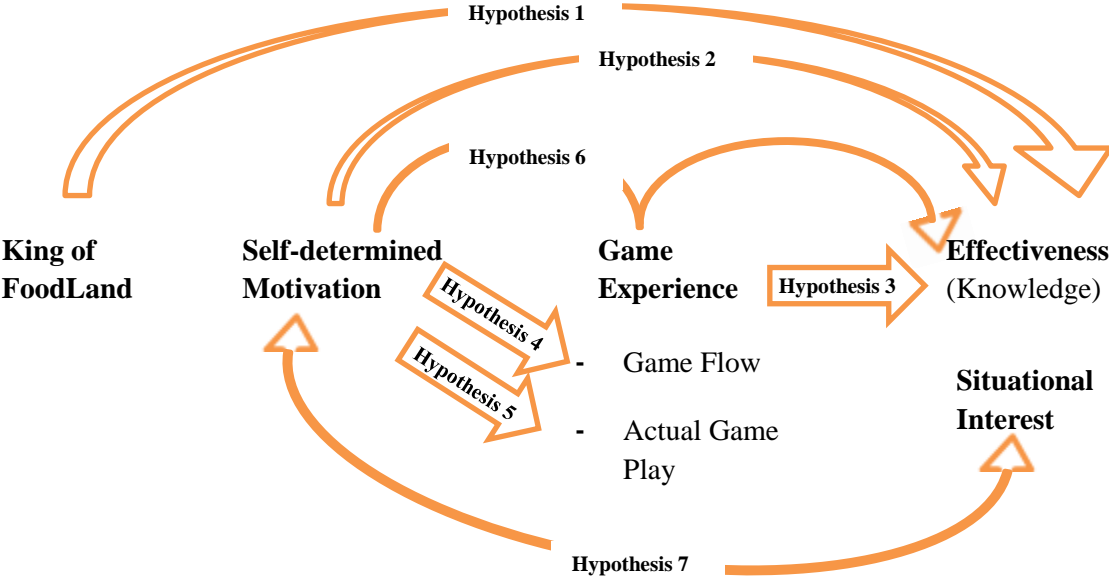 Hypothesis 1
Hypothesis 2
Hypothesis 6
King of
FoodLand
Self-determined
Motivation
Game
Experience
Hypothesis 3
Effectiveness
(Knowledge)
Hypothesis 4
Hypothesis 5
- Game Flow
- Actual Game
Play
Situational
Interest
Hypothesis 7